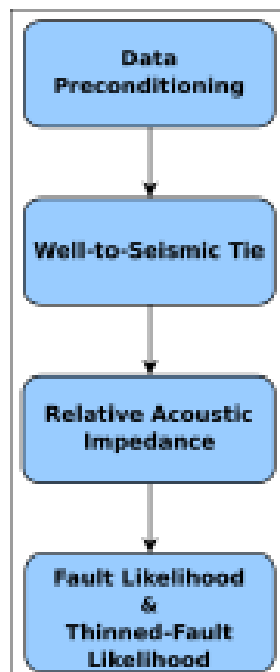 Data
Preconditioning
Well-to-Seismic Tie
Relative Acoustic
Impedance
Fault Likelihood
&
Thinned-Fault
Likelihood